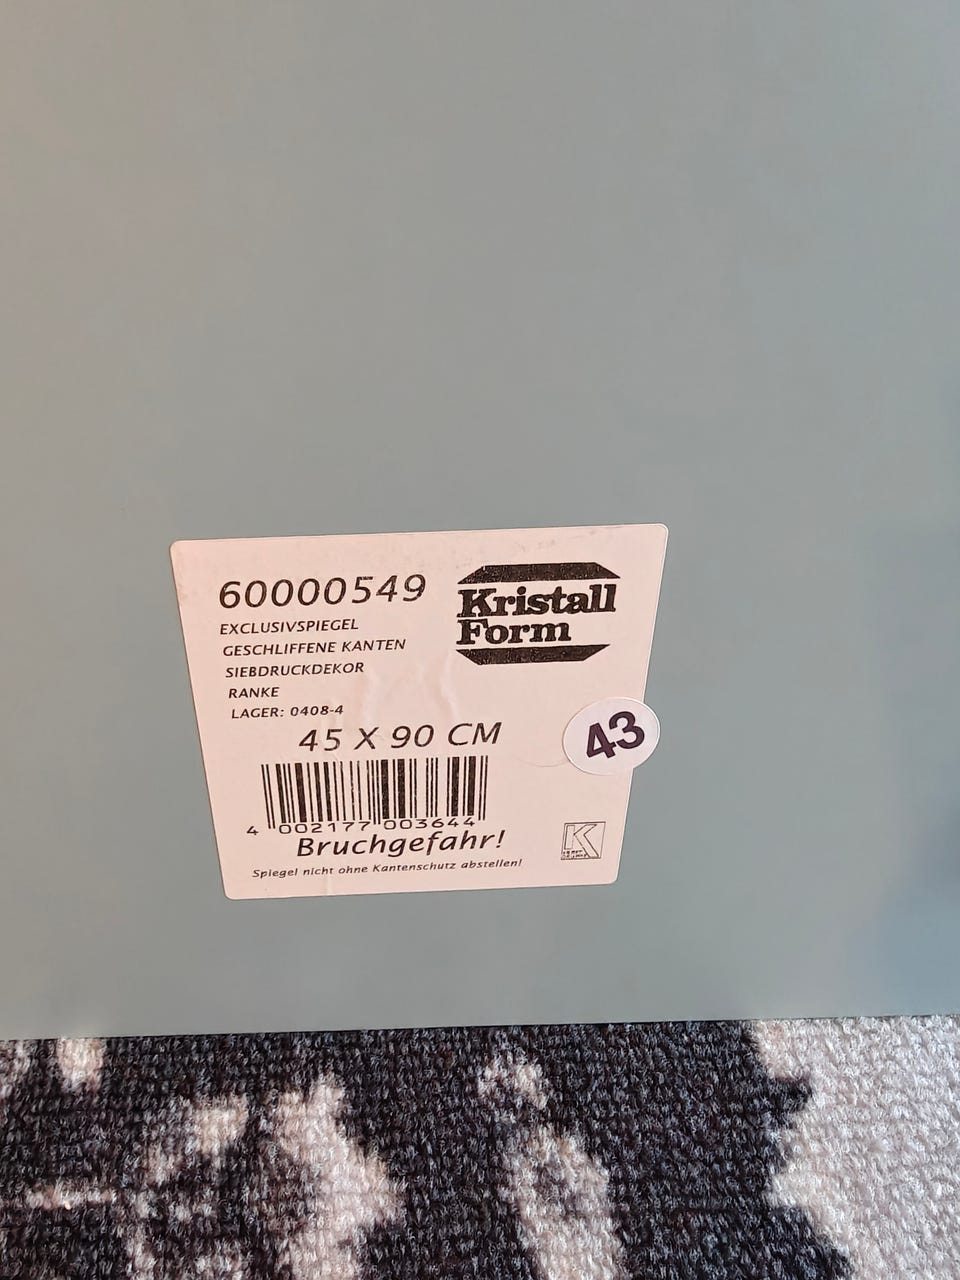 60000549
Kristall
Form
EXCLUSIVSPIEGEL
GESCHLIFFENE KANTEN
SIEBDRUCKDEKOR
RANKE
LAGER: 0408-4
45 X 90 CM
43
4 002177 003644
Bruchgefahr!
K
Spiegel nicht ohne Kantenschutz abstellen!